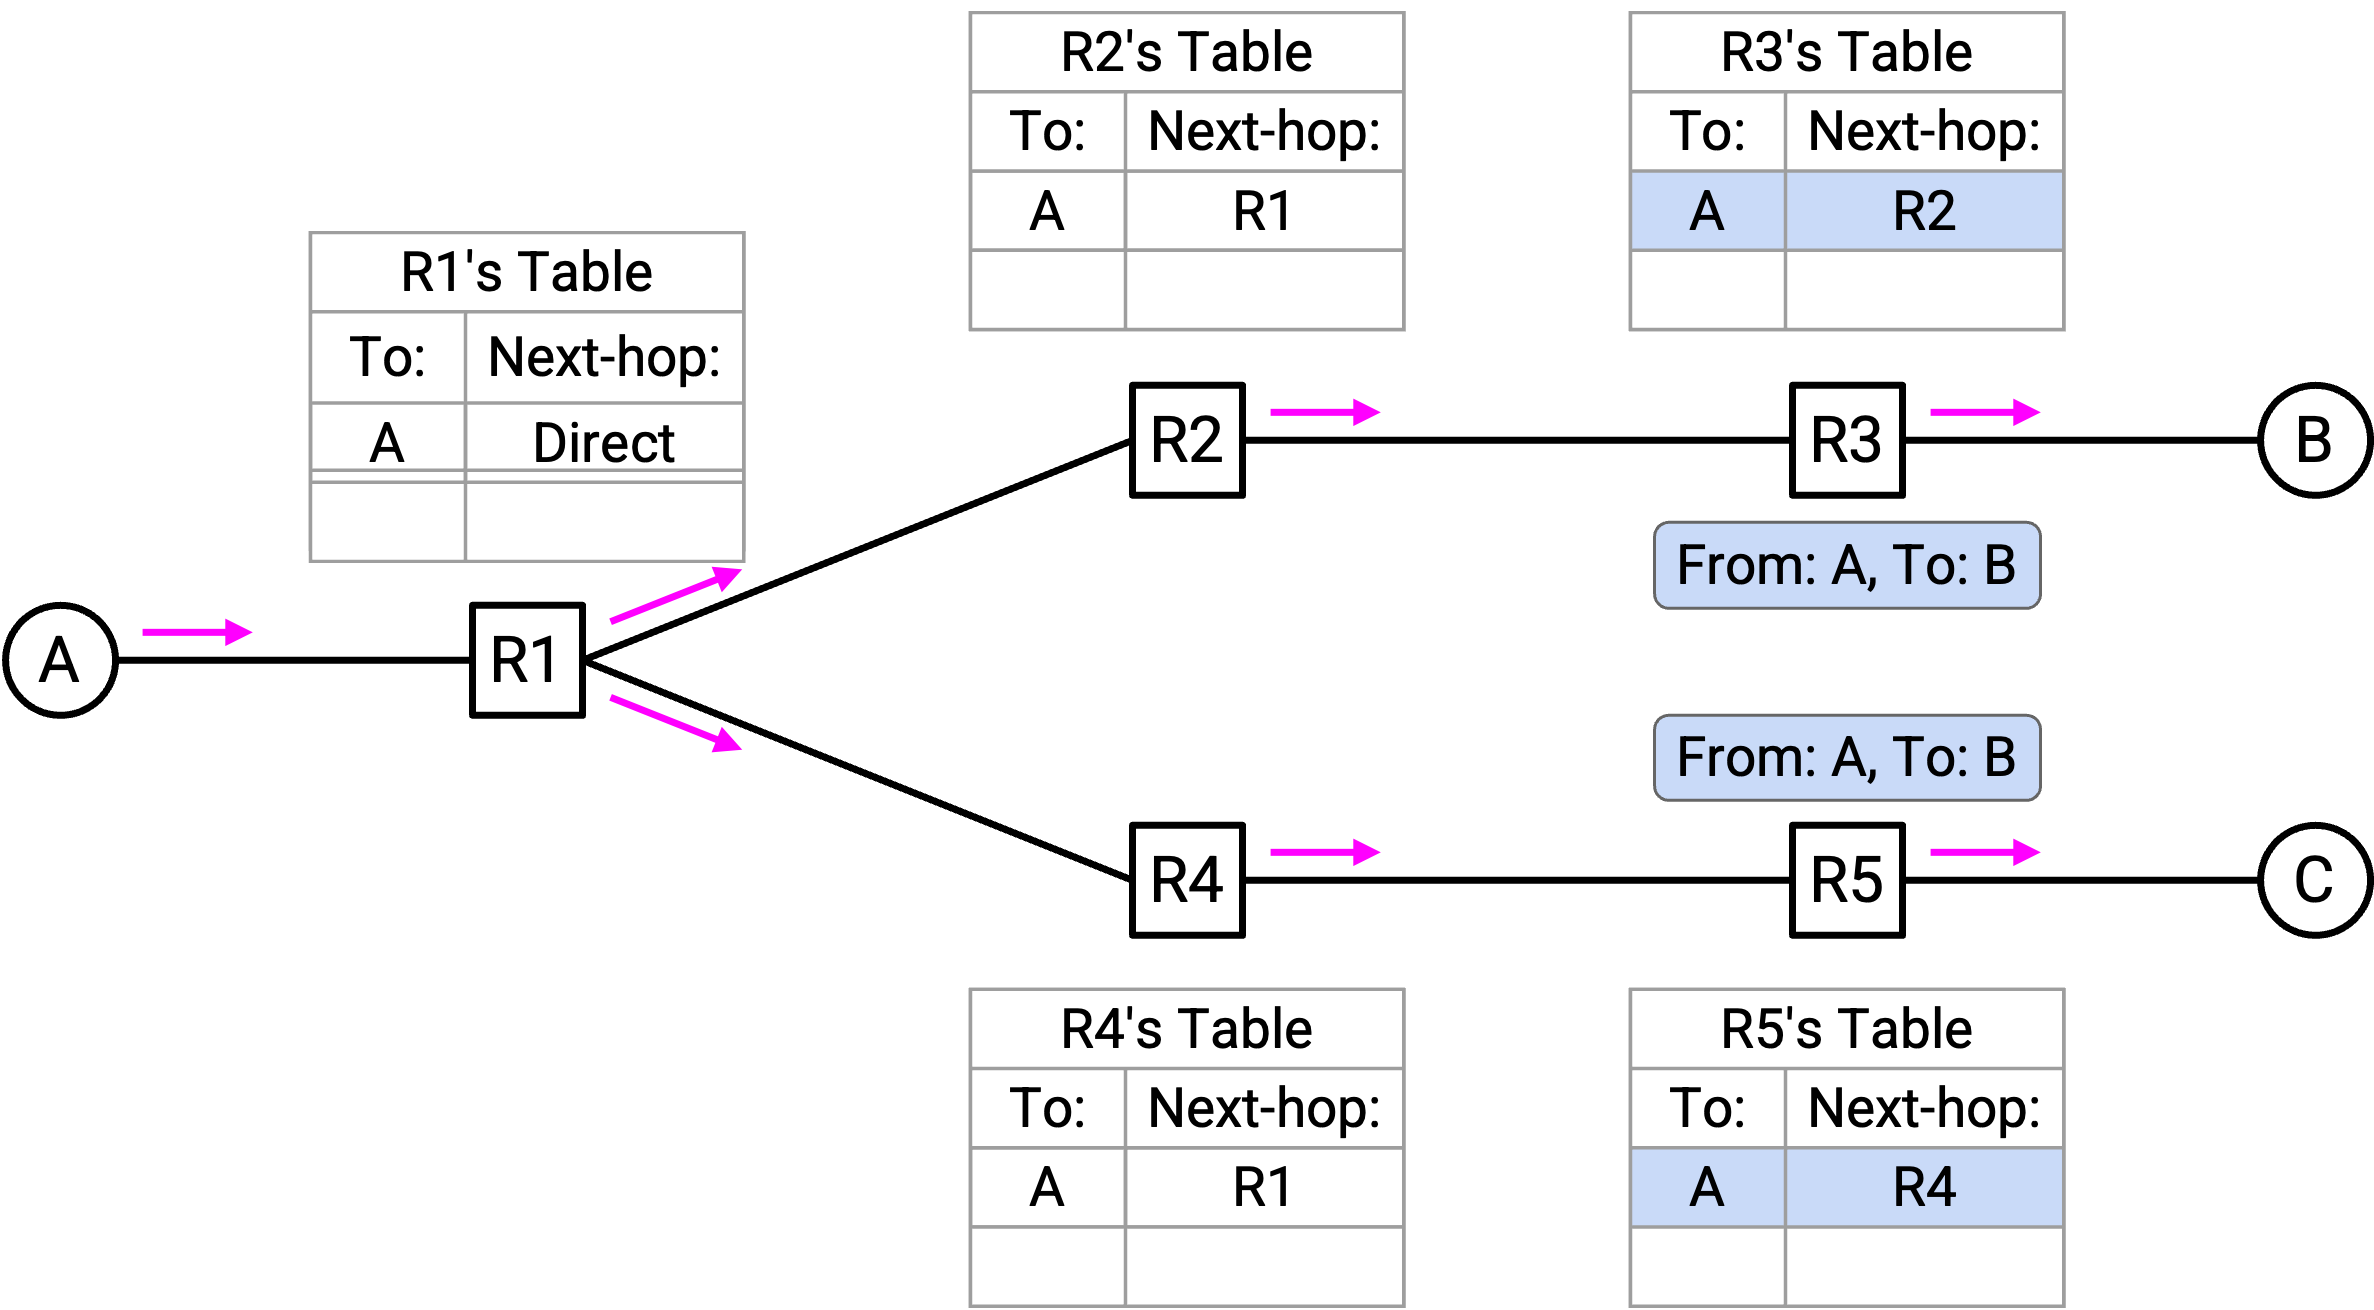 R2's Table
To: Next-hop:
A R1
R3's Table
To: Next-hop:
A R2
R1's Table
To: Next-hop:
A Direct
R2
R3
B
From: A, To: B
A
R1
From: A, To: B
R4
R5
C
R4's Table
To: Next-hop:
A R1
R5's Table
To: Next-hop:
A R4